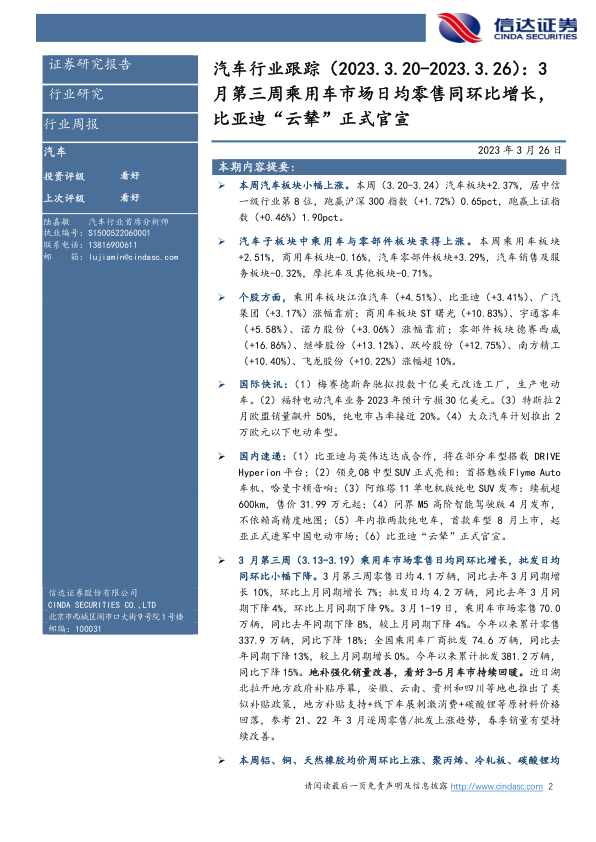 信达证券
CINDA SECURITIES
证券研究报告
行业研究
行业周报
汽车
投资评级 看好
上次评级 看好
陆嘉敏 汽车行业首席分析师
执业编号：S1500522060001
联系电话：13816900611
邮 箱：lujiamin@cindasc.com
信达证券股份有限公司
CINDA SECURITIES CO.,LTD
北京市西城区闹市口大街9号院1号楼
邮编：100031
汽车行业跟踪（2023.3.20-2023.3.26）：3
月第三周乘用车市场日均零售同环比增长，
比亚迪“云辇”正式官宣
2023 年 3 月 26 日
本期内容提要：
➢ 本周汽车板块小幅上涨。本周（3.20-3.24）汽车板块+2.37%，居中信
一级行业第 8 位，跑赢沪深 300 指数（+1.72%）0.65pct，跑赢上证指
数（+0.46%）1.90pct。
➢ 汽车子板块中乘用车与零部件板块录得上涨。本周乘用车板块
+2.51%，商用车板块-0.16%，汽车零部件板块+3.29%，汽车销售及服
务板块-0.32%，摩托车及其他板块-0.71%。
➢ 个股方面，乘用车板块江淮汽车（+4.51%）、比亚迪（+3.41%）、广汽
集团（+3.17%）涨幅靠前；商用车板块 ST 曙光（+10.83%）、宇通客车
（+5.58%）、诺力股份（+3.06%）涨幅靠前；零部件板块德赛西威
（+16.86%）、继峰股份（+13.12%）、跃岭股份（+12.75%）、南方精工
（+10.40%）、飞龙股份（+10.22%）涨幅超 10%。
➢ 国际快讯：（1）梅赛德斯奔驰拟投数十亿美元改造工厂，生产电动
车。（2）福特电动汽车业务 2023 年预计亏损 30 亿美元。（3）特斯拉 2
月欧盟销量飙升 50%，纯电市占率接近 20%。（4）大众汽车计划推出 2
万欧元以下电动车型。
➢ 国内速递：（1）比亚迪与英伟达达成合作，将在部分车型搭载 DRIVE
Hyperion 平台；（2）领克 08 中型 SUV 正式亮相：首搭魅族 Flyme Auto
车机、哈曼卡顿音响；（3）阿维塔 11 单电机版纯电 SUV 发布：续航超
600km，售价 31.99 万元起；（4）问界 M5 高阶智能驾驶版 4 月发布，
不依赖高精度地图；（5）年内推两款纯电车，首款车型 8 月上市，起
亚正式进军中国电动市场；（6）比亚迪“云辇”正式官宣。
➢ 3 月第三周（3.13-3.19）乘用车市场零售日均同环比增长，批发日均
同环比小幅下降。3 月第三周零售日均 4.1 万辆，同比去年 3 月同期增
长 10%，环比上月同期增长 7%；批发日均 4.2 万辆，同比去年 3 月同
期下降 4%，环比上月同期下降 9%。3 月 1-19 日，乘用车市场零售 70.0
万辆，同比去年同期下降 8%，较上月同期下降 4%。今年以来累计零售
337.9 万辆，同比下降 18%；全国乘用车厂商批发 74.6 万辆，同比去
年同期下降13%，较上月同期增长0%。今年以来累计批发381.2万辆，
同比下降 15%。地补强化销量改善，看好 3-5 月车市持续回暖。近日湖
北拉开地方政府补贴序幕，安徽、云南、贵州和四川等地也推出了类
似补贴政策，地方补贴支持+线下车展刺激消费+碳酸锂等原材料价格
回落，参考 21、22 年 3 月逐周零售/批发上涨趋势，春季销量有望持
续改善。
➢ 本周铝、铜、天然橡胶均价周环比上涨、聚丙烯、冷轧板、碳酸锂均
请阅读最后一页免责声明及信息披露 http://www.cindasc.com 2